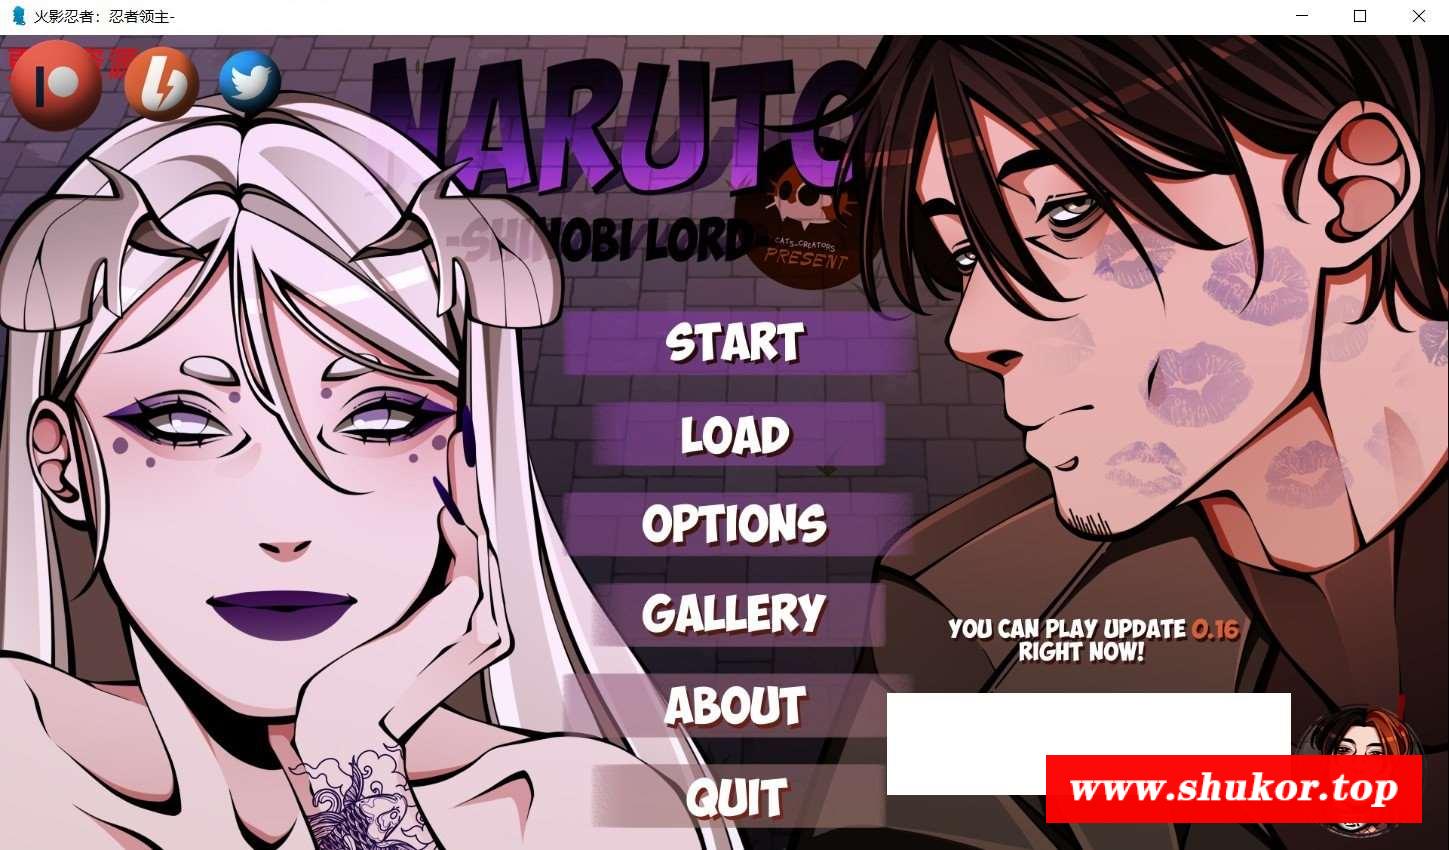 火影忍者：忍者领主-
NARUTO
-SHINOBI LORD-
CATS-CREATORS
PRESENT
START
LOAD
OPTIONS
GALLERY
ABOUT
QUIT
YOU CAN PLAY UPDATE 0.16
RIGHT NOW!
www.shukor.top